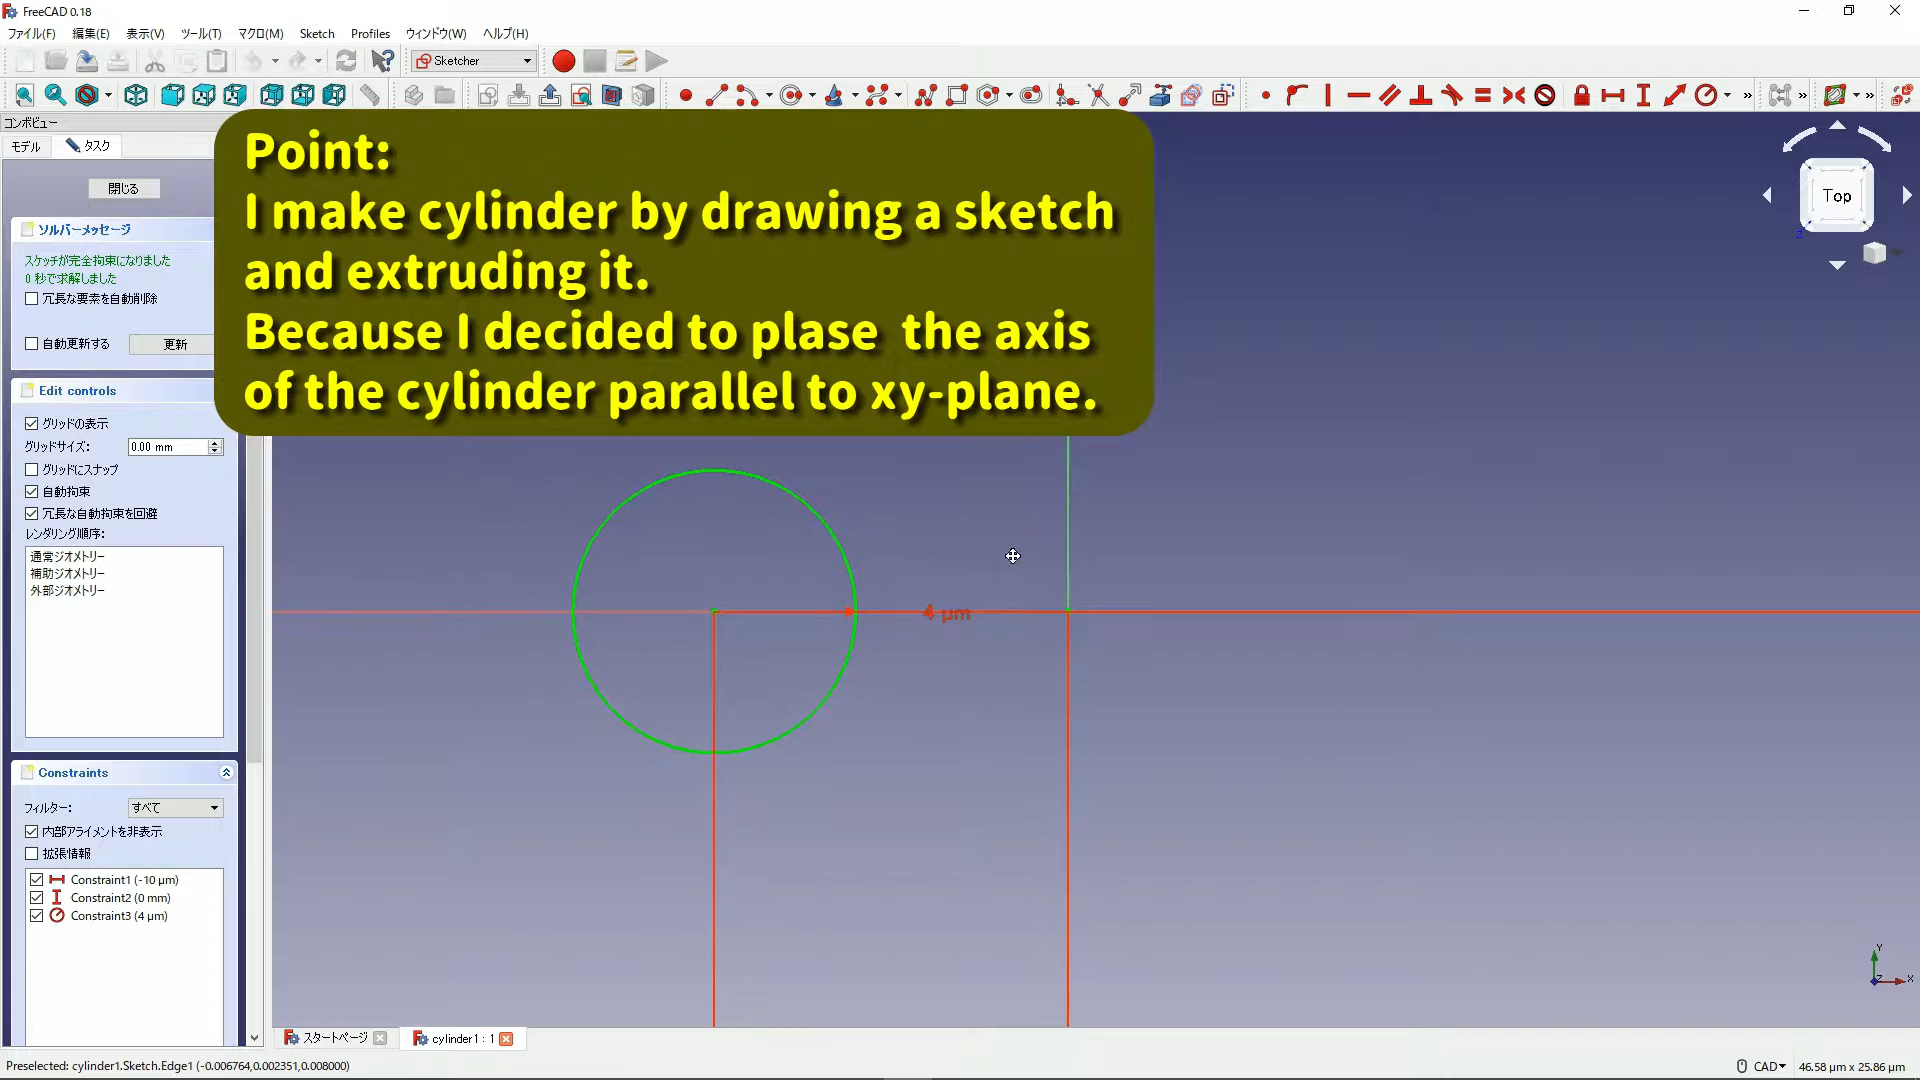 FreeCAD 0.18
ファイル(F) 編集(E) 表示(V) ツール(T) マクロ(M) Sketch Profiles ウィンドウ(W) ヘルプ(H)
Sketcher
コンボビュー
モデル タスク
閉じる
ソルバーメッセージ
スケッチが完全拘束になりました
0 秒で求解しました
冗長な要素を自動削除
自動更新する 更新
Edit controls
グリッドの表示
グリッドサイズ: 0.00 mm
グリッドにスナップ
自動拘束
冗長な自動拘束を回避
レンダリング順序:
通常ジオメトリー
補助ジオメトリー
外部ジオメトリー
Constraints
フィルター: すべて
内部アライメントを非表示
拡張情報
Constraint1 (-10 µm)
Constraint2 (0 mm)
Constraint3 (4 µm)
Point:
I make cylinder by drawing a sketch
and extruding it.
Because I decided to plase the axis
of the cylinder parallel to xy-plane.
4 µm
Top
Z
Y
Z X
スタートページ cylinder1 : 1
Preselected: cylinder1.Sketch.Edge1 (-0.006764,0.002351,0.008000)
CAD 46.58 µm x 25.86 µm